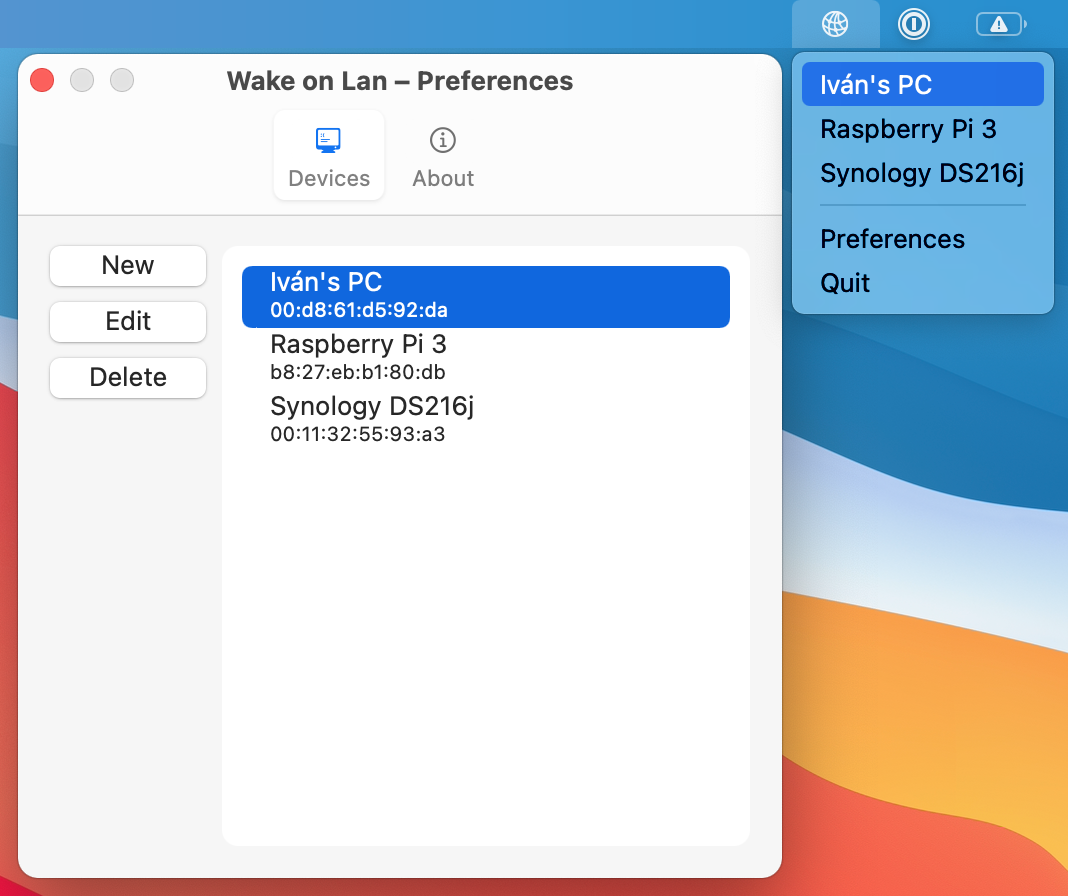 Wake on Lan – Preferences
Devices
About
New
Edit
Delete
Iván's PC
00:d8:61:d5:92:da
Raspberry Pi 3
b8:27:eb:b1:80:db
Synology DS216j
00:11:32:55:93:a3
Iván's PC
Raspberry Pi 3
Synology DS216j
Preferences
Quit